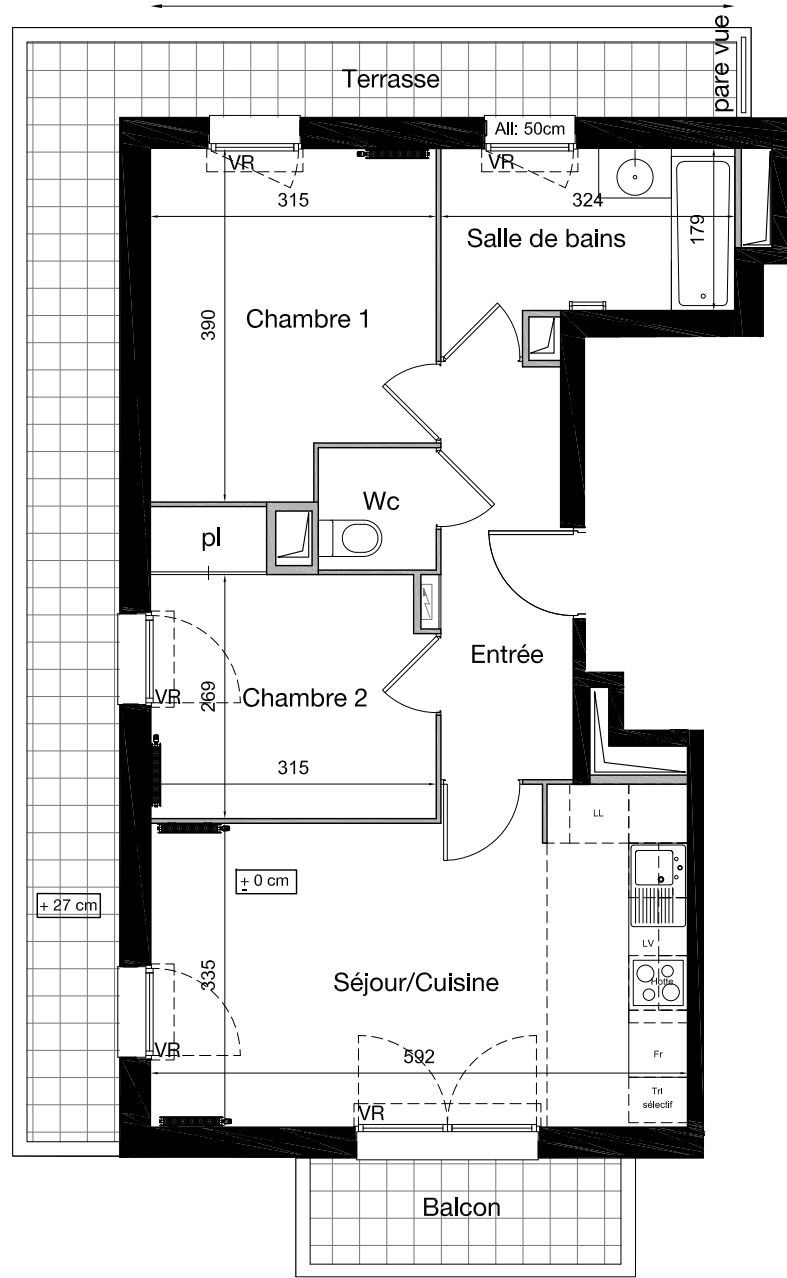 pare vue
Terrasse
All: 50cm
VR
VR
315
324
Salle de bains
179
390
Chambre 1
Wc
pl
Entrée
VR
269
Chambre 2
315
LL
± 0 cm
+ 27 cm
LV
335
Séjour/Cuisine
Hotte
VR
592
Fr
Tri
sélectif
VR
Balcon